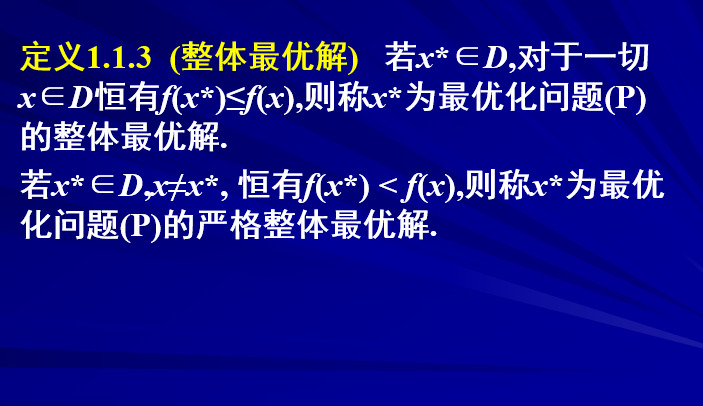 定义1.1.3 (整体最优解) 若x*∈D,对于一切
x∈D恒有f(x*)≤f(x),则称x*为最优化问题(P)
的整体最优解.
若x*∈D,x≠x*, 恒有f(x*) < f(x),则称x*为最优
化问题(P)的严格整体最优解.